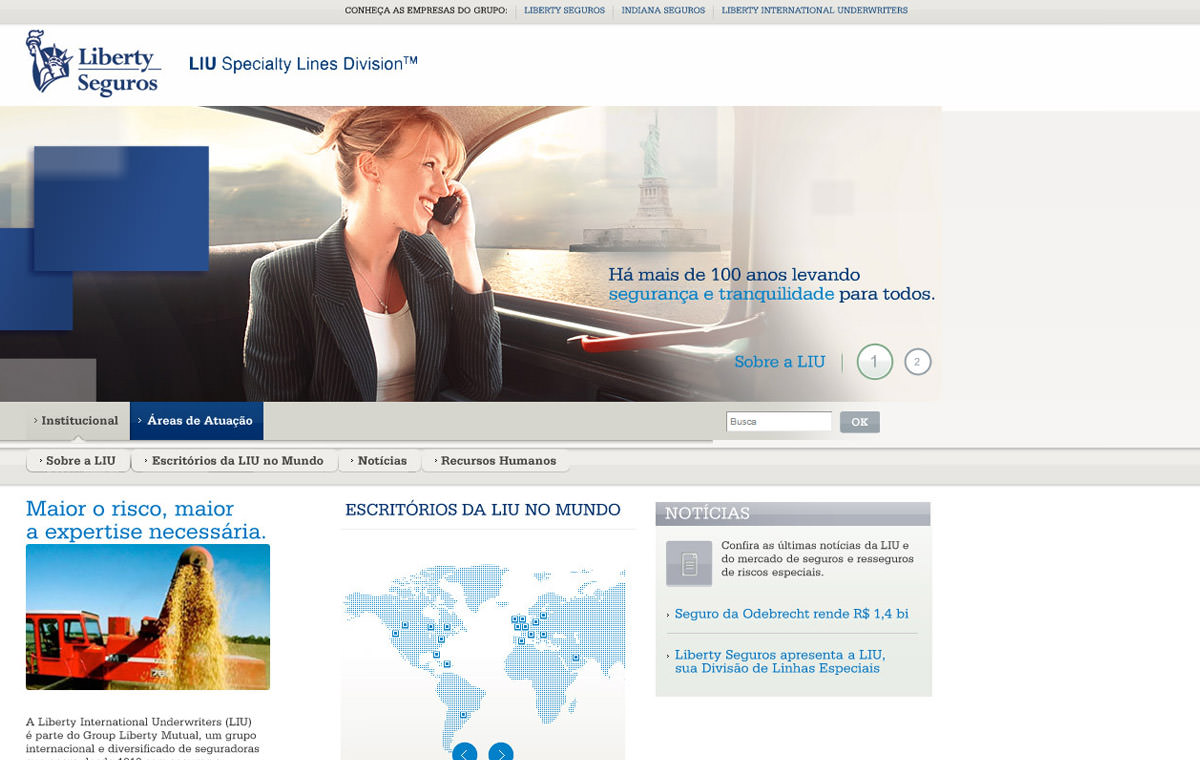 CONHEÇA AS EMPRESAS DO GRUPO: LIBERTY SEGUROS INDIANA SEGUROS LIBERTY INTERNATIONAL UNDERWRITERS
Liberty
Seguros
LIU Specialty Lines Division™
Há mais de 100 anos levando
segurança e tranquilidade para todos.
Sobre a LIU 1 2
Institucional Áreas de Atuação Busca OK
Sobre a LIU Escritórios da LIU no Mundo Notícias Recursos Humanos
Maior o risco, maior
a expertise necessária.
A Liberty International Underwriters (LIU)
é parte do Group Liberty Mutual, um grupo
internacional e diversificado de seguradoras
ESCRITÓRIOS DA LIU NO MUNDO
NOTÍCIAS
Confira as últimas notícias da LIU e
do mercado de seguros e resseguros
de riscos especiais.
Seguro da Odebrecht rende R$ 1,4 bi
Liberty Seguros apresenta a LIU,
sua Divisão de Linhas Especiais